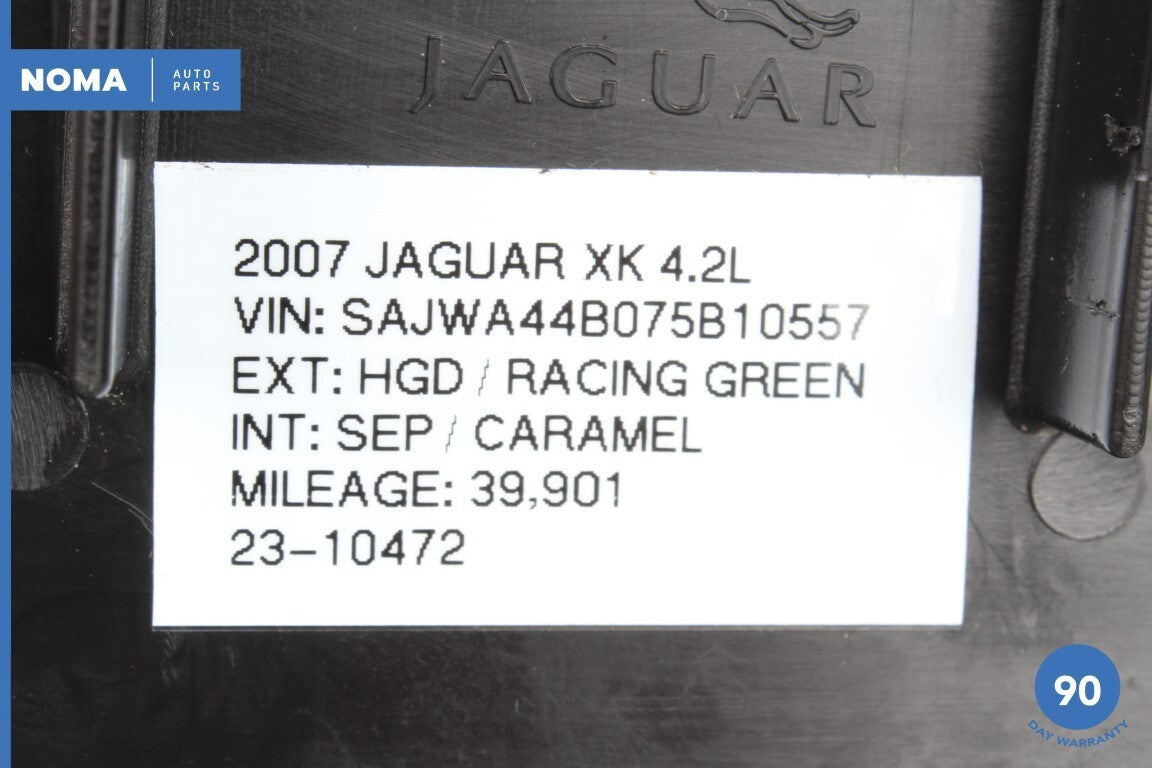 JAGUAR
NOMA
AUTO
PARTS
2007 JAGUAR XK 4.2L
VIN: SAJWA44B075B10557
EXT: HGD / RACING GREEN
INT: SEP / CARAMEL
MILEAGE: 39,901
23-10472
90
DAY WARRANTY